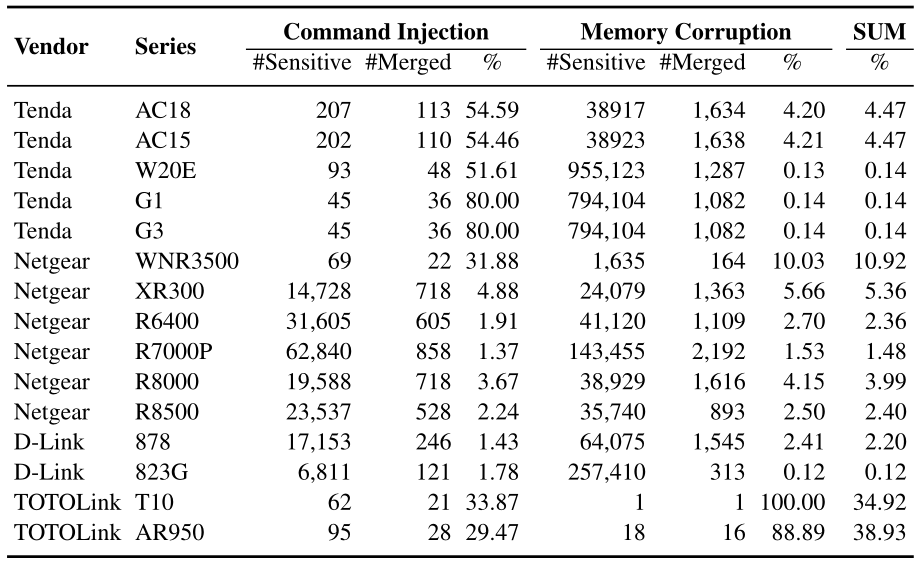 Vendor Series Command Injection Memory Corruption SUM
#Sensitive #Merged % #Sensitive #Merged % %
Tenda AC18 207 113 54.59 38917 1,634 4.20 4.47
Tenda AC15 202 110 54.46 38923 1,638 4.21 4.47
Tenda W20E 93 48 51.61 955,123 1,287 0.13 0.14
Tenda G1 45 36 80.00 794,104 1,082 0.14 0.14
Tenda G3 45 36 80.00 794,104 1,082 0.14 0.14
Netgear WNR3500 69 22 31.88 1,635 164 10.03 10.92
Netgear XR300 14,728 718 4.88 24,079 1,363 5.66 5.36
Netgear R6400 31,605 605 1.91 41,120 1,109 2.70 2.36
Netgear R7000P 62,840 858 1.37 143,455 2,192 1.53 1.48
Netgear R8000 19,588 718 3.67 38,929 1,616 4.15 3.99
Netgear R8500 23,537 528 2.24 35,740 893 2.50 2.40
D-Link 878 17,153 246 1.43 64,075 1,545 2.41 2.20
D-Link 823G 6,811 121 1.78 257,410 313 0.12 0.12
TOTOLink T10 62 21 33.87 1 1 100.00 34.92
TOTOLink AR950 95 28 29.47 18 16 88.89 38.93